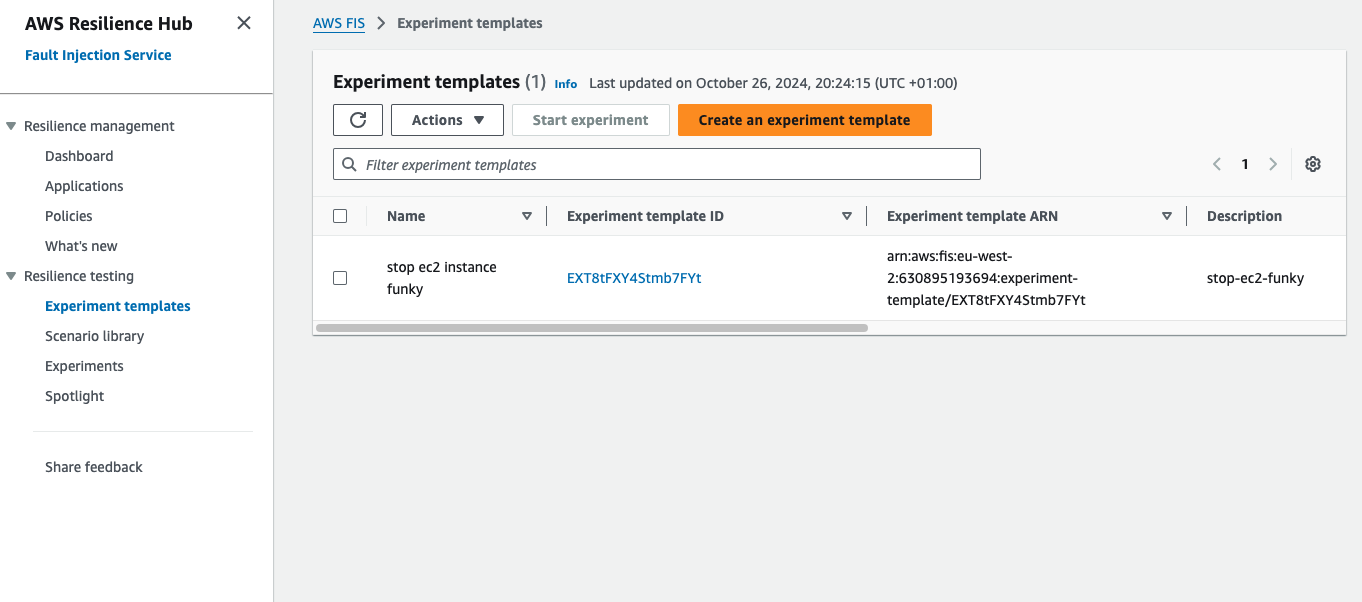 AWS Resilience Hub
Fault Injection Service
Resilience management
Dashboard
Applications
Policies
What's new
Resilience testing
Experiment templates
Scenario library
Experiments
Spotlight
Share feedback
AWS FIS > Experiment templates
Experiment templates (1) Info Last updated on October 26, 2024, 20:24:15 (UTC +01:00)
Actions Start experiment Create an experiment template
Filter experiment templates
1
Name Experiment template ID Experiment template ARN Description
stop ec2 instance
funky
EXT8tFXY4Stmb7FYt
arn:aws:fis:eu-west-
2:630895193694:experiment-
template/EXT8tFXY4Stmb7FYt
stop-ec2-funky